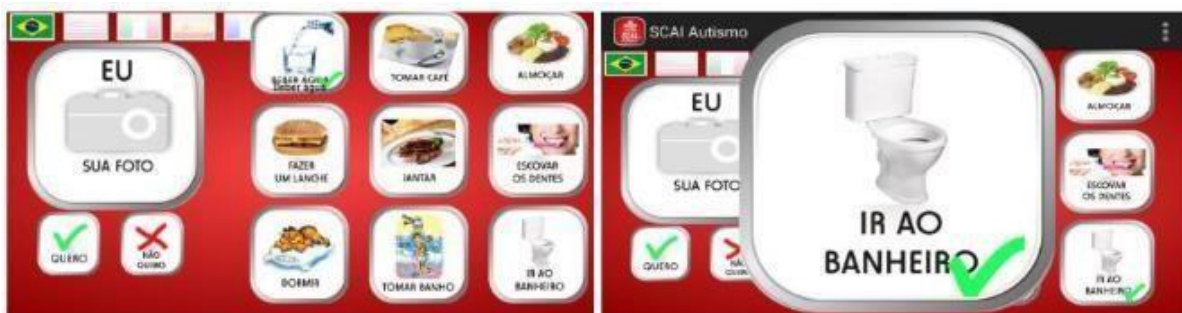 EU
SUA FOTO
QUERO
NÃO
QUERO
BEBER ÁGUA
Beber água
TOMAR CAFÉ
ALMOÇAR
FAZER
UM LANCHE
JANTAR
ESCOVAR
OS DENTES
DORMIR
TOMAR BANHO
IR AO
BANHEIRO
SCAI Autismo
EU
SUA FOTO
QUERO
IR AO
BANHEIRO
ALMOÇAR
ESCOVAR
OS DENTES
IR AO
BANHEIRO